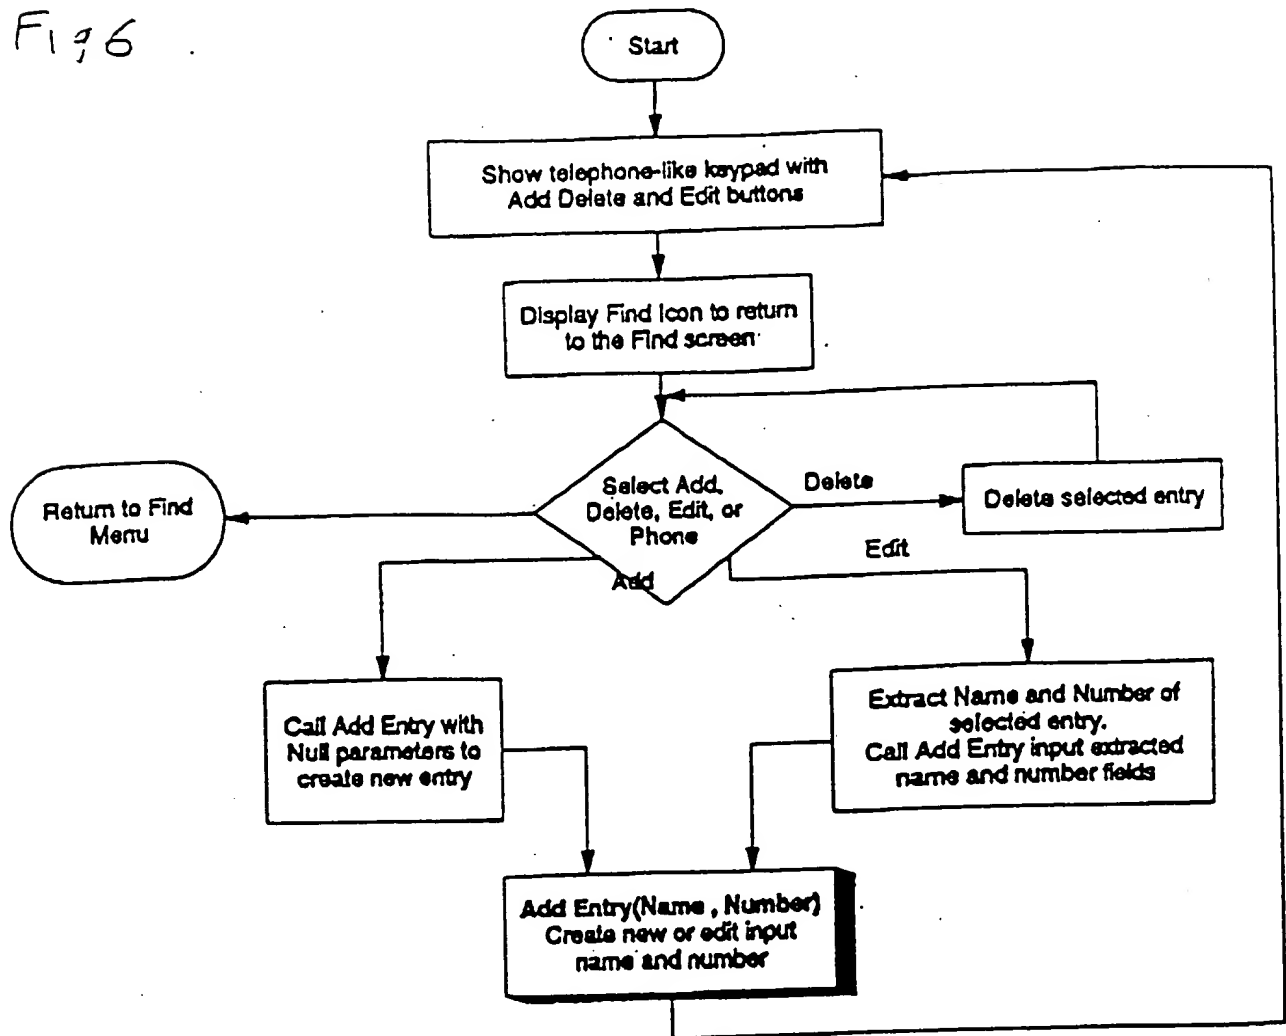 Fig 6
Start
Show telephone-like keypad with
Add Delete and Edit buttons
Display Find Icon to return
to the Find screen
Select Add,
Delete, Edit, or
Phone
Delete
Delete selected entry
Return to Find
Menu
Edit
Add
Call Add Entry with
Null parameters to
create new entry
Extract Name and Number of
selected entry.
Call Add Entry input extracted
name and number fields
Add Entry(Name , Number)
Create new or edit input
name and number